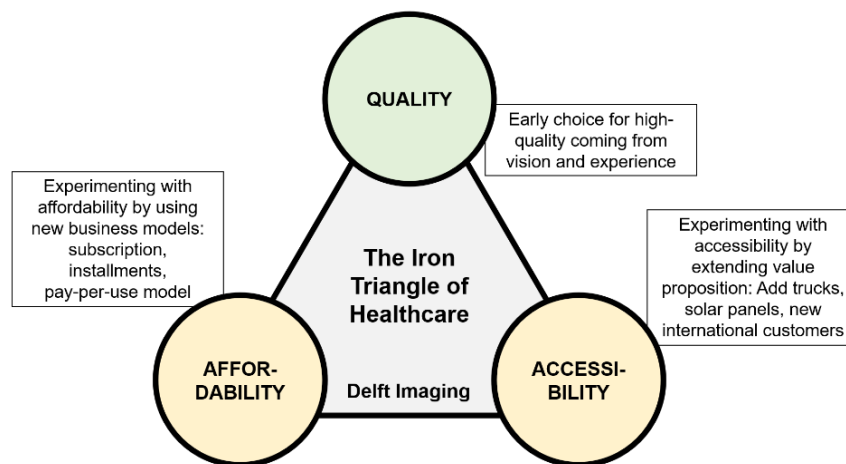 QUALITY
Early choice for high-
quality coming from
vision and experience
Experimenting with
affordability by using
new business models:
subscription,
installments,
pay-per-use model
The Iron
Triangle of
Healthcare
Experimenting with
accessibility by
extending value
proposition: Add trucks,
solar panels, new
international customers
AFFOR-
DABILITY
Delft Imaging
ACCESSI-
BILITY